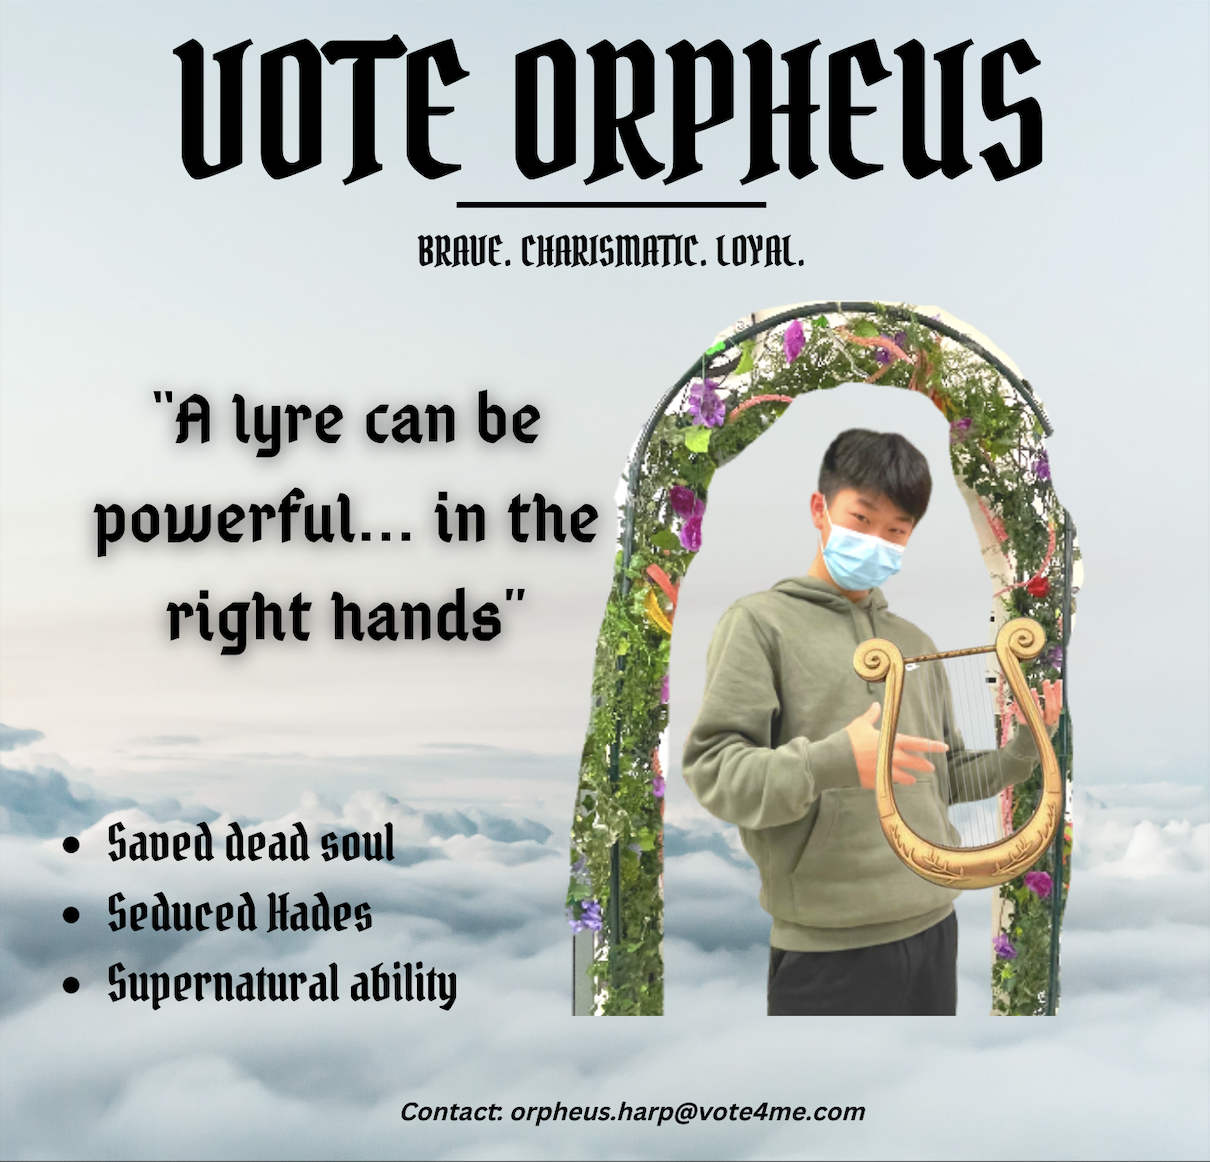 VOTE ORPHEUS
BRAVE. CHARISMATIC. LOYAL.
"A lyre can be
powerful... in the
right hands"
• Saved dead soul
• Seduced Hades
• Supernatural ability
Contact: orpheus.harp@vote4me.com